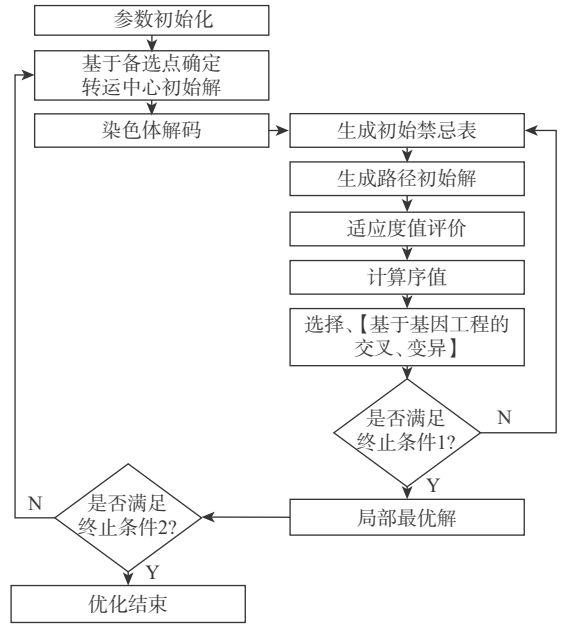 参数初始化
基于备选点确定
转运中心初始解
染色体解码
生成初始禁忌表
生成路径初始解
适应度值评价
计算序值
选择、【基于基因工程的
交叉、变异】
是否满足
终止条件1?
N
Y
局部最优解
是否满足
终止条件2?
N
Y
优化结束